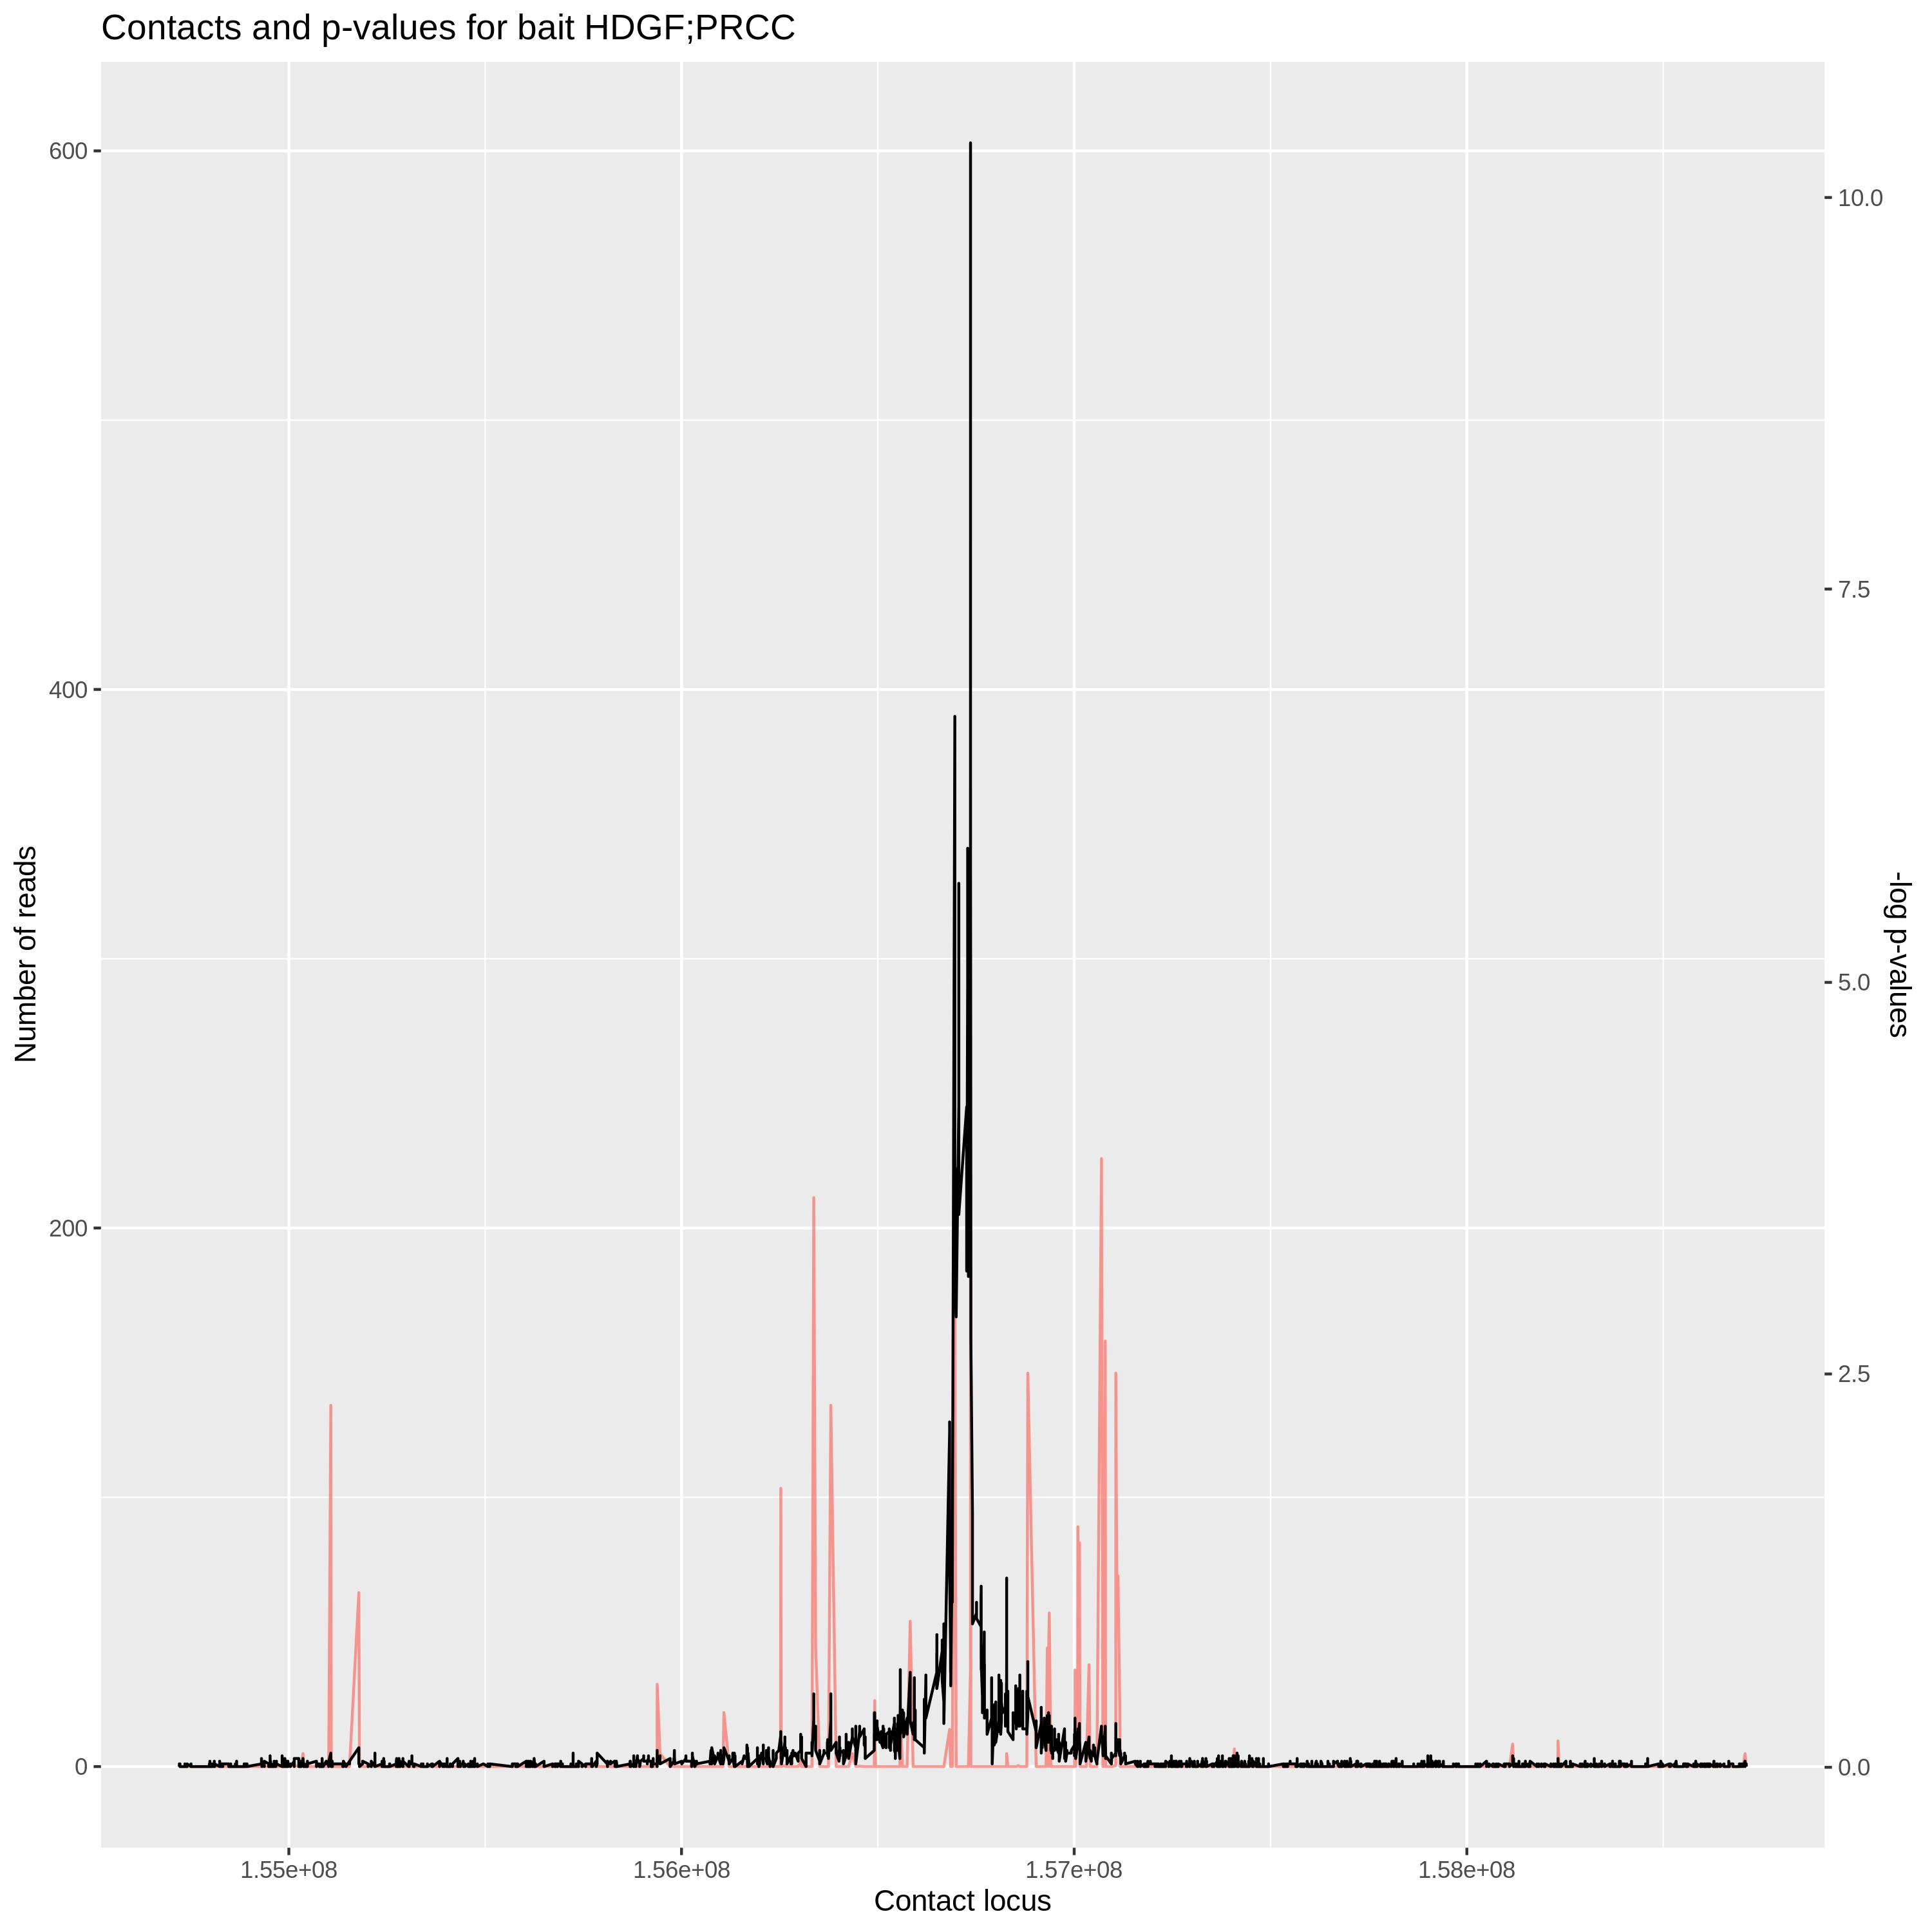 Contacts and p-values for bait HDGF;PRCC
600
400
200
0
Number of reads
10.0
7.5
5.0
2.5
0.0
-log p-values
1.55e+08
1.56e+08
1.57e+08
1.58e+08
Contact locus